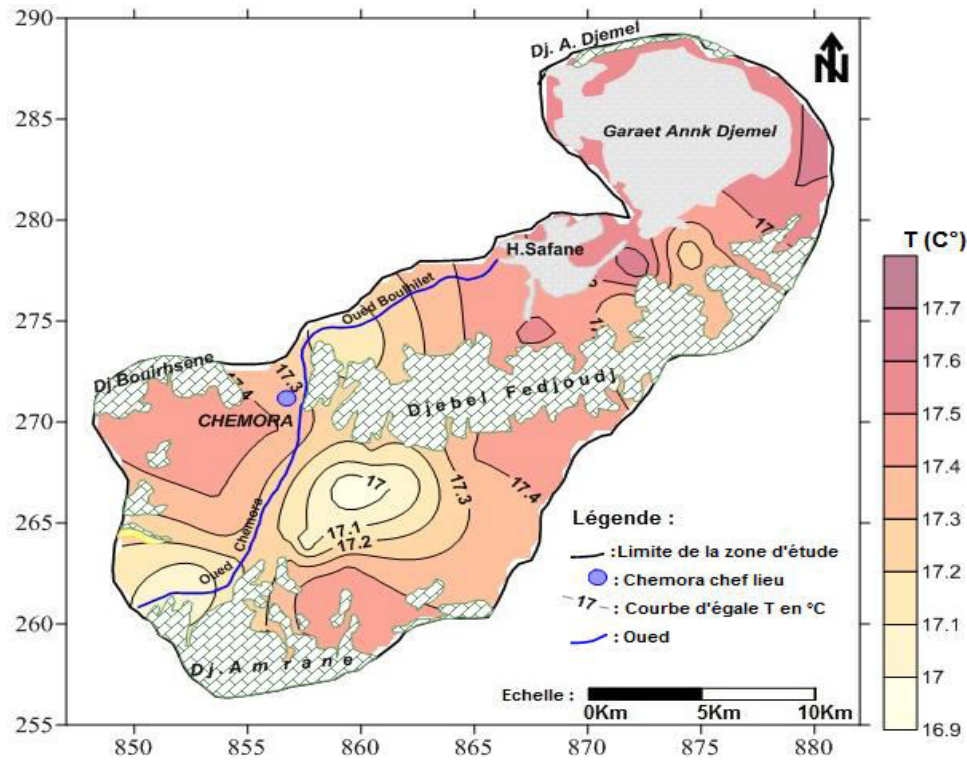 290
285
280
275
270
265
260
255
850
855
860
865
870
875
880
Dj. A. Djemel
N
Garaet Annk Djemel
H.Safane
17
Oued Boulhilet
Dj Bouirhsene
17.4
17.3
CHEMORA
Djebel Fedjoudj
17
17.1
17.2
17.3
17.4
Oued Chemora
Dj. Amrane
Légende :
:Limite de la zone d'étude
: Chemora chef lieu
17 : Courbe d'égale T en °C
: Oued
Echelle :
0Km 5Km 10Km
T (C°)
17.7
17.6
17.5
17.4
17.3
17.2
17.1
17
16.9